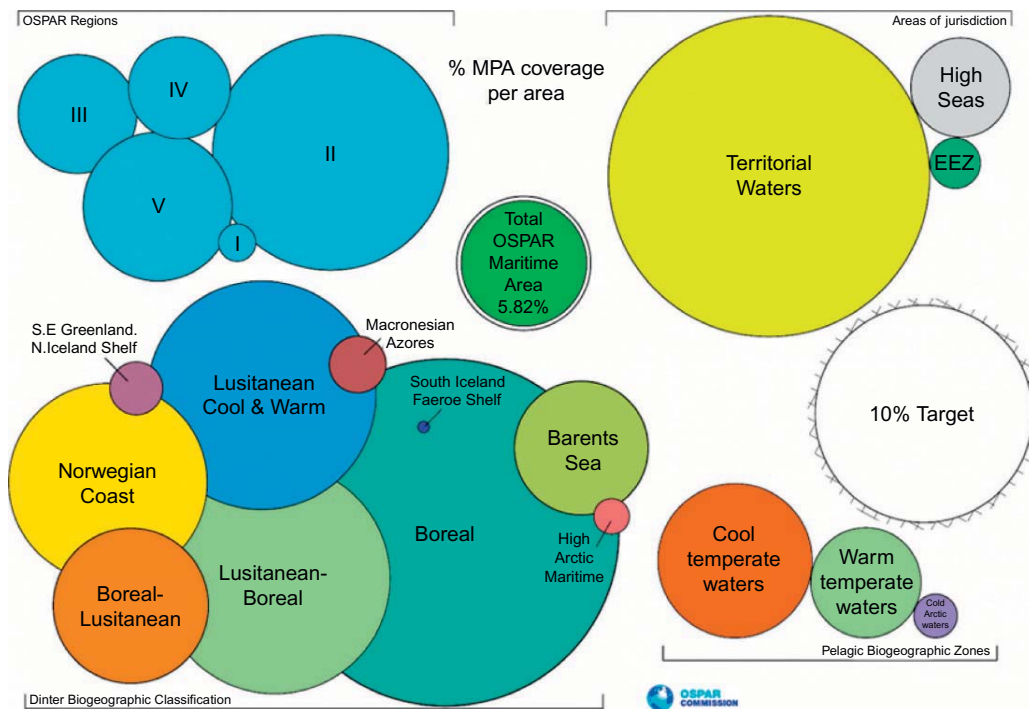 OSPAR Regions
Areas of jurisdiction
% MPA coverage
per area
III
IV
II
V
I
Territorial
Waters
High
Seas
EEZ
Total
OSPAR
Maritime
Area
5.82%
S.E Greenland.
N.Iceland Shelf
Macronesian
Azores
Lusitanean
Cool & Warm
South Iceland
Faeroe Shelf
Norwegian
Coast
Barents
Sea
Boreal
High
Arctic
Maritime
Lusitanean-
Boreal
Boreal-
Lusitanean
10% Target
Cool
temperate
waters
Warm
temperate
waters
Cold
Arctic
waters
Pelagic Biogeographic Zones
Dinter Biogeographic Classification
OSPAR
COMMISSION